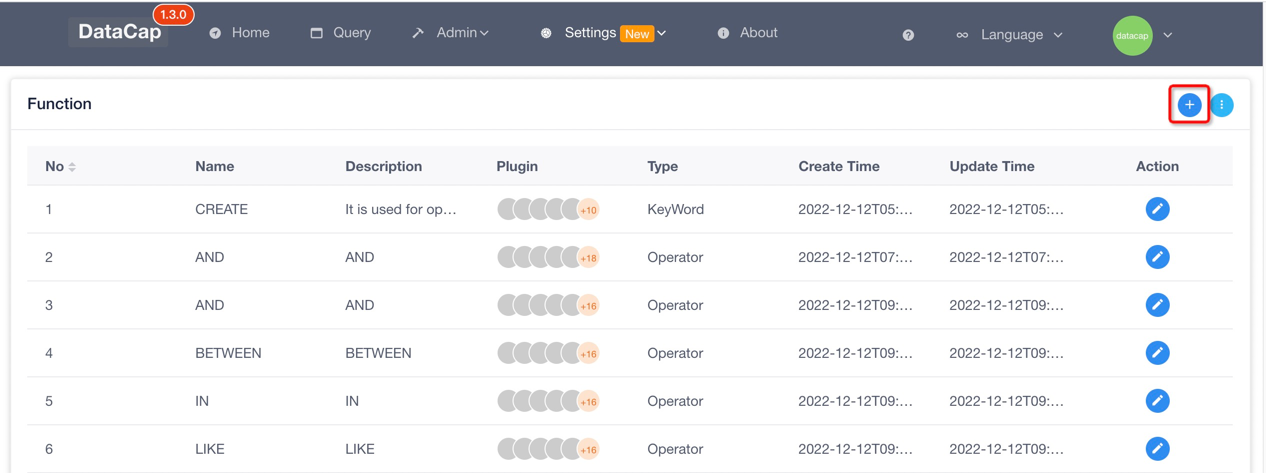 DataCap 1.3.0 Home Query Admin Settings New About Language datacap
Function
No Name Description Plugin Type Create Time Update Time Action
1 CREATE It is used for op... +10 KeyWord 2022-12-12T05:... 2022-12-12T05:...
2 AND AND +18 Operator 2022-12-12T07:... 2022-12-12T07:...
3 AND AND +16 Operator 2022-12-12T09:... 2022-12-12T09:...
4 BETWEEN BETWEEN +16 Operator 2022-12-12T09:... 2022-12-12T09:...
5 IN IN +16 Operator 2022-12-12T09:... 2022-12-12T09:...
6 LIKE LIKE +16 Operator 2022-12-12T09:... 2022-12-12T09:...